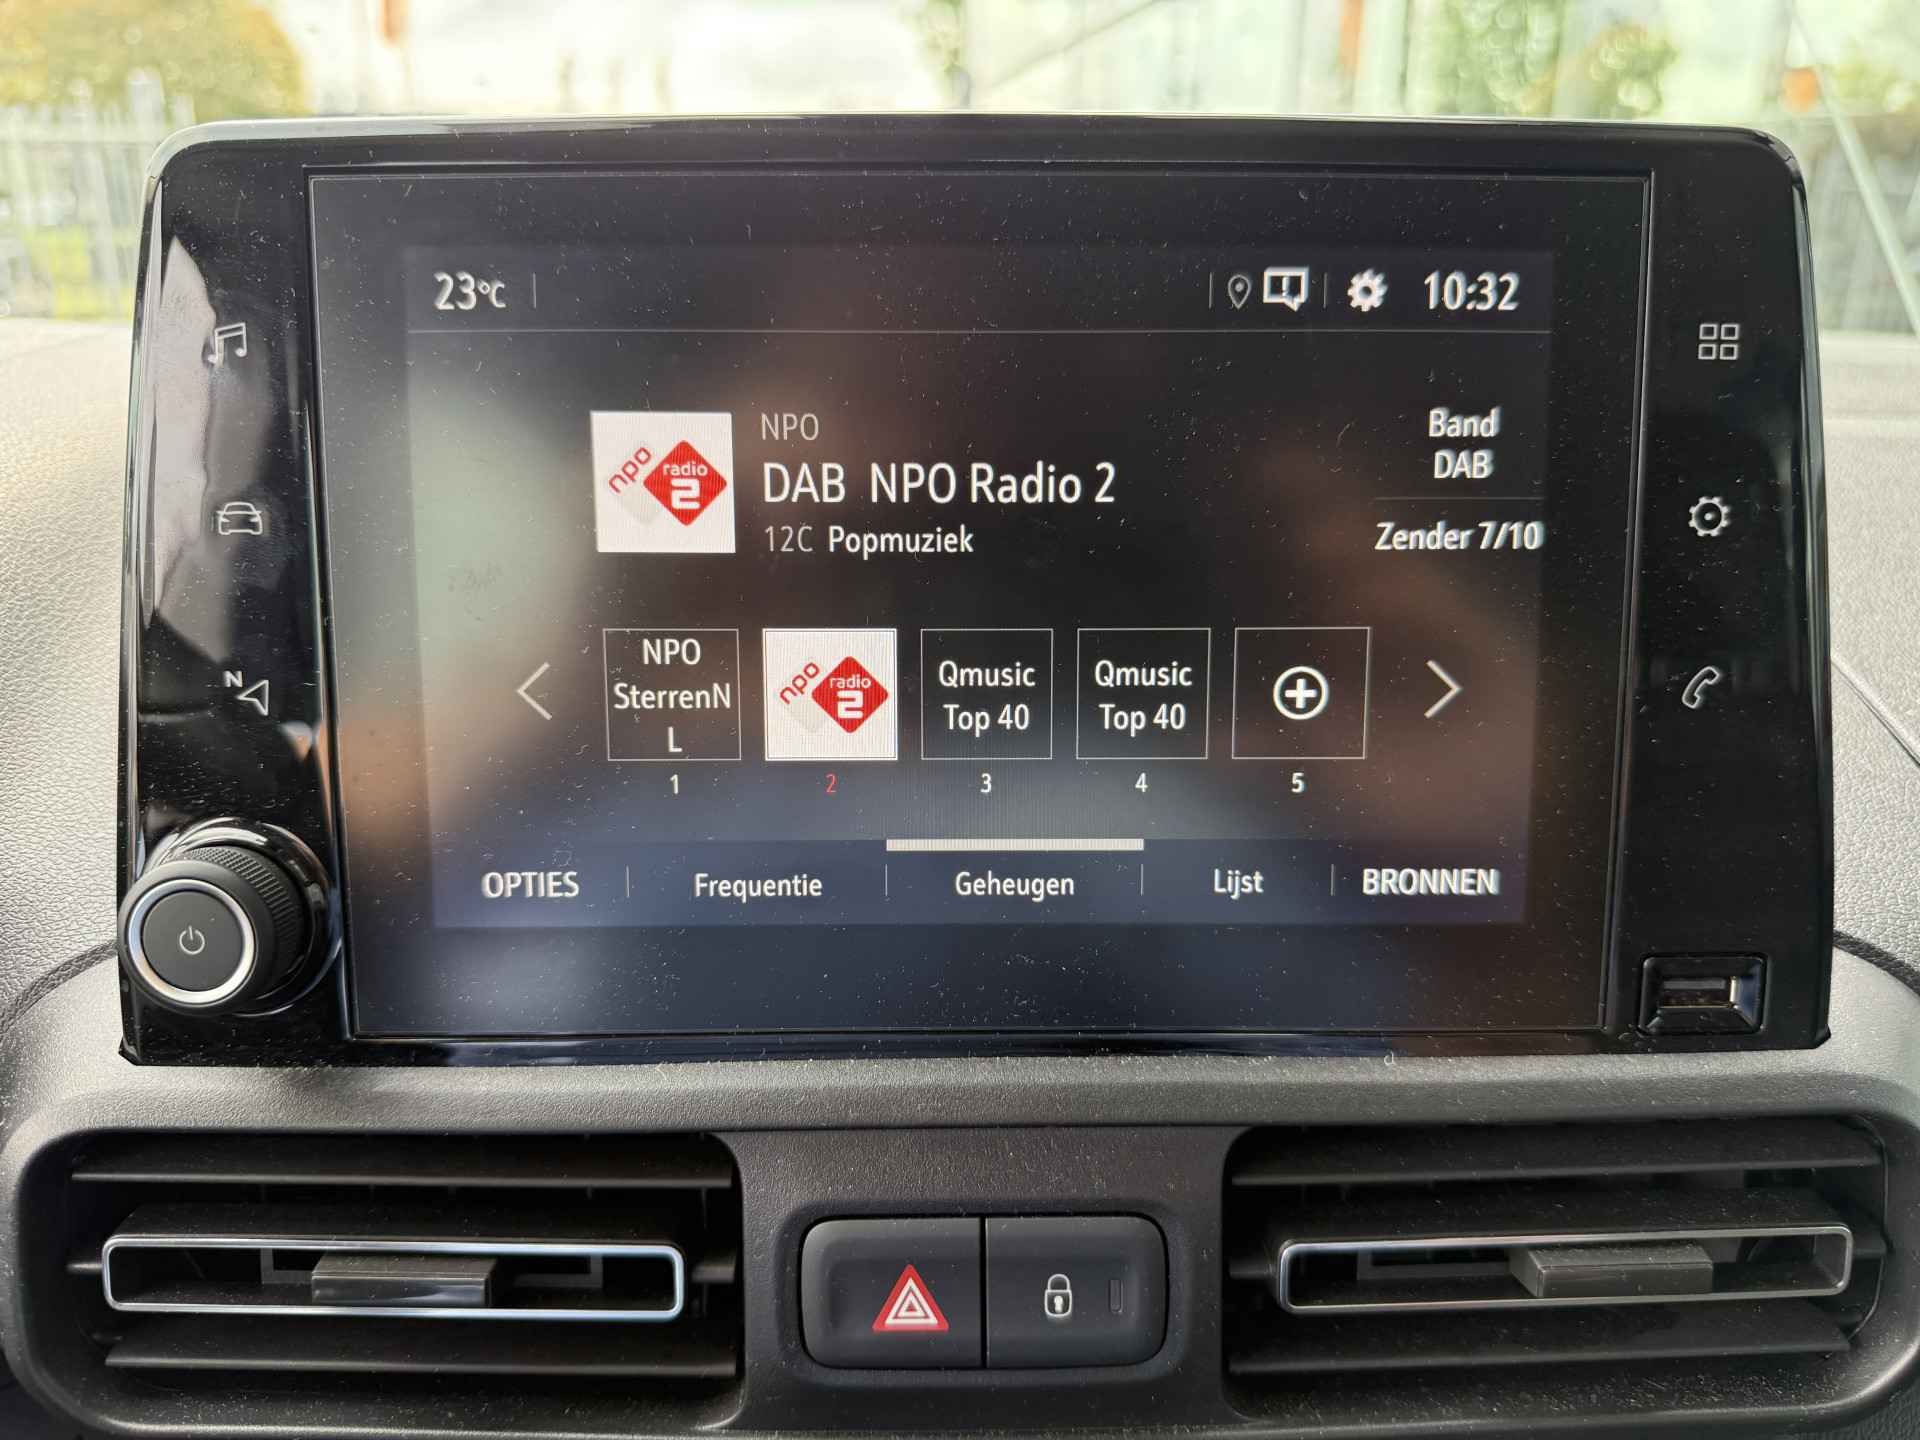 23°C
10:32
N
npo radio 2
NPO
DAB NPO Radio 2
12C Popmuziek
Band
DAB
Zender 7/10
NPO
SterrenN
L
npo radio 2
Qmusic
Top 40
Qmusic
Top 40
1
2
3
4
5
OPTIES
Frequentie
Geheugen
Lijst
BRONNEN